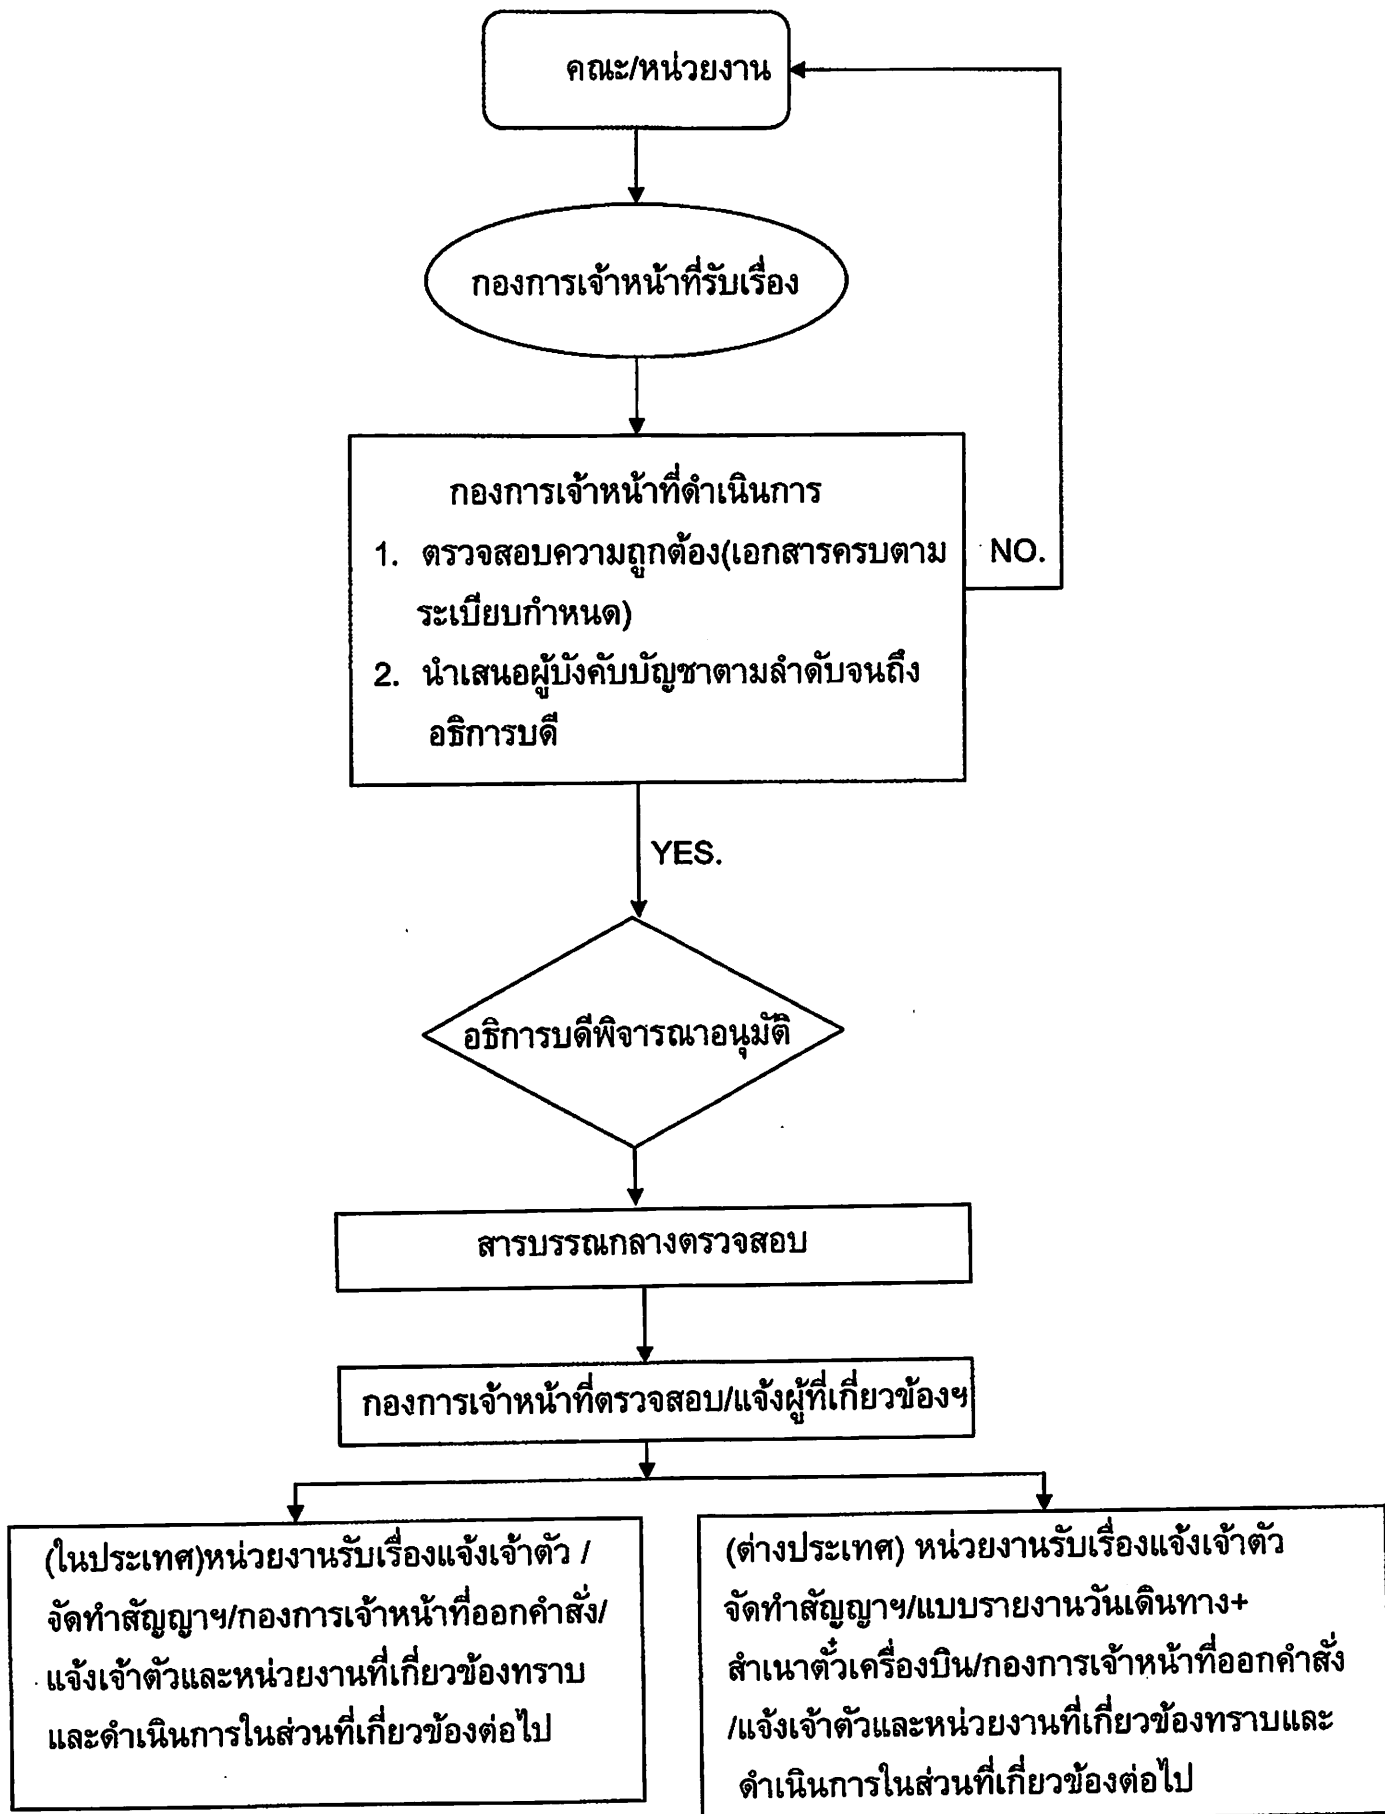 คณะ/หน่วยงาน
กองการเจ้าหน้าที่รับเรื่อง
กองการเจ้าหน้าที่ดำเนินการ
1. ตรวจสอบความถูกต้อง(เอกสารครบตาม
ระเบียบกำหนด)
2. นำเสนอผู้บังคับบัญชาตามลำดับจนถึง
อธิการบดี
NO.
YES.
อธิการบดีพิจารณาอนุมัติ
สารบรรณกลางตรวจสอบ
กองการเจ้าหน้าที่ตรวจสอบ/แจ้งผู้ที่เกี่ยวข้องฯ
(ในประเทศ)หน่วยงานรับเรื่องแจ้งเจ้าตัว /
จัดทำสัญญาฯ/กองการเจ้าหน้าที่ออกคำสั่ง/
แจ้งเจ้าตัวและหน่วยงานที่เกี่ยวข้องทราบ
และดำเนินการในส่วนที่เกี่ยวข้องต่อไป
(ต่างประเทศ) หน่วยงานรับเรื่องแจ้งเจ้าตัว
จัดทำสัญญาฯ/แบบรายงานวันเดินทาง+
สำเนาตั๋วเครื่องบิน/กองการเจ้าหน้าที่ออกคำสั่ง
/แจ้งเจ้าตัวและหน่วยงานที่เกี่ยวข้องทราบและ
ดำเนินการในส่วนที่เกี่ยวข้องต่อไป